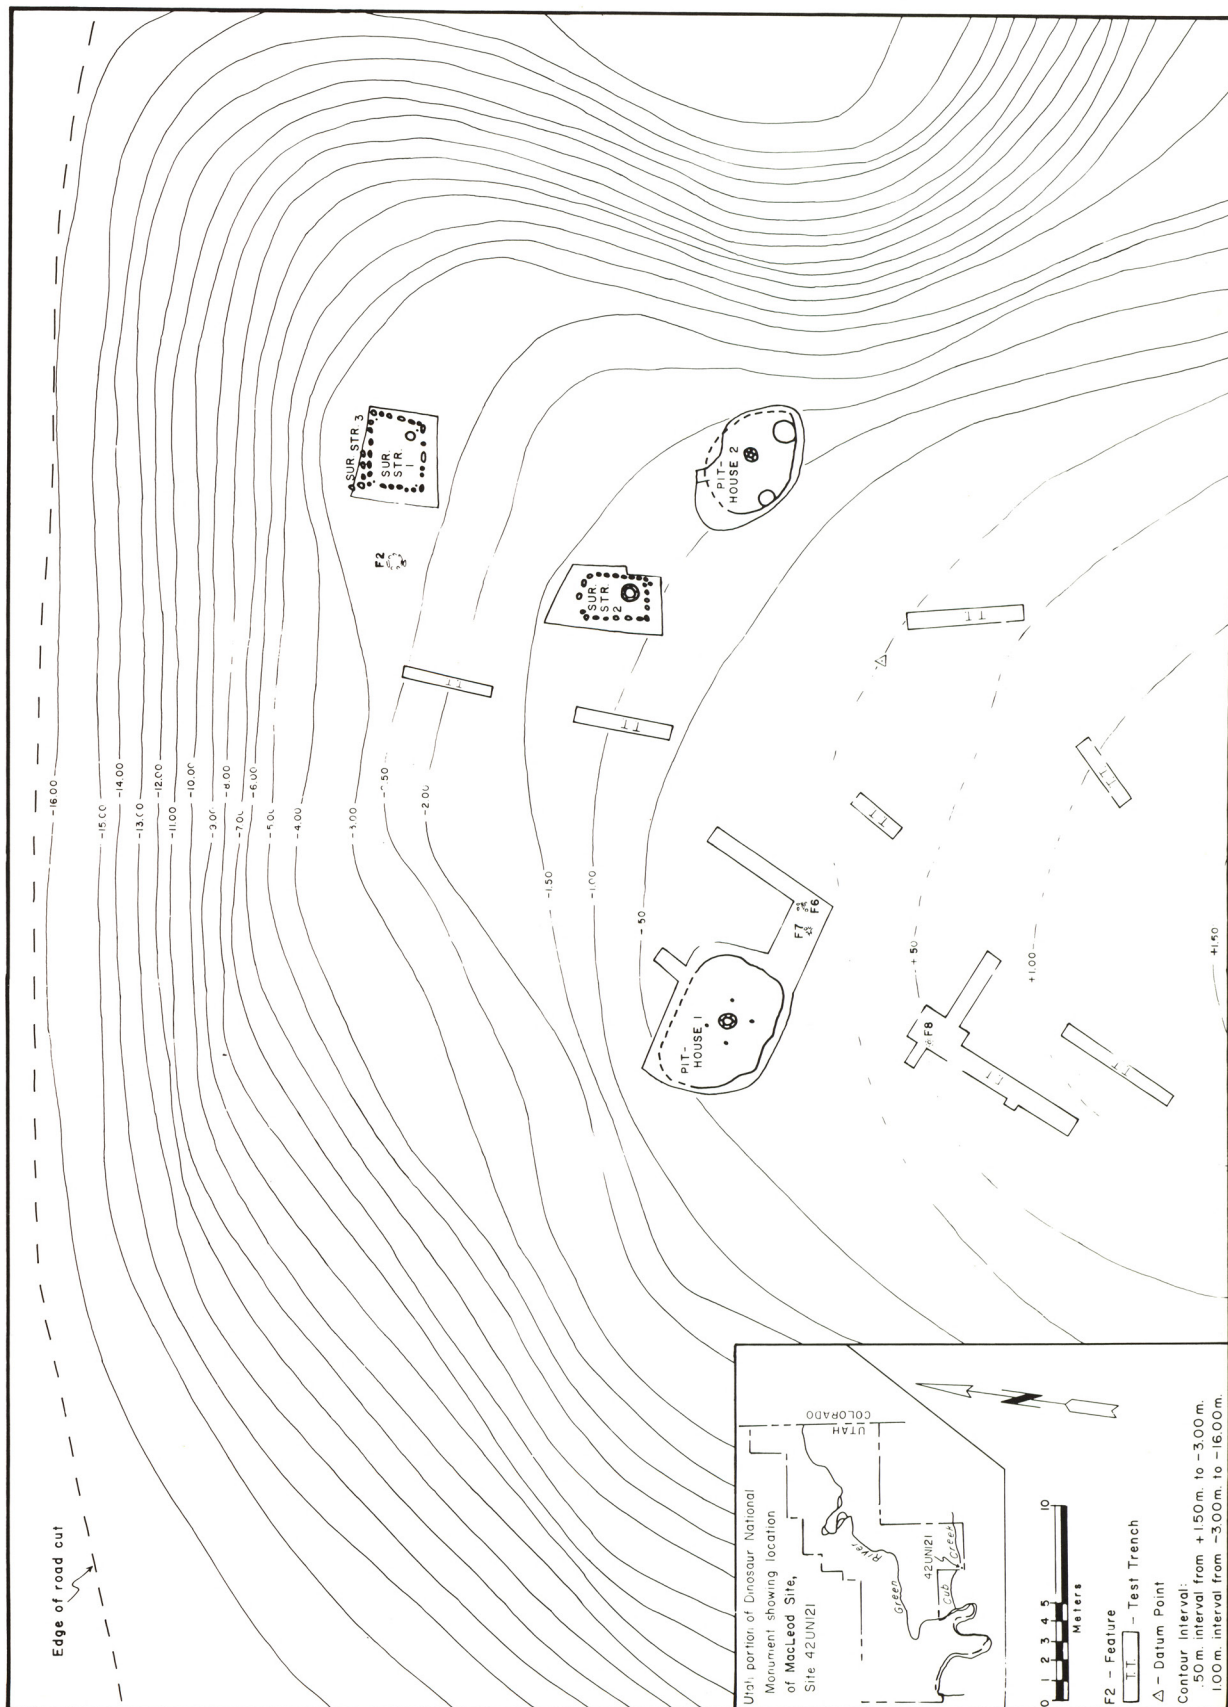 Edge of road cut
-16.00
-15.00
-14.00
-13.00
-12.00
-11.00
-10.00
-9.00
-8.00
-7.00
-6.00
-5.00
-4.00
-3.00
-2.50
-2.00
-1.50
-1.00
-.50
+.50
+1.00
+1.50
SUR STR. 3
SUR.
STR.
1
F2
SUR.
STR.
2
PIT-
HOUSE 2
T.T.
T.T.
T.T.
T.T.
T.T.
F6
F7
PIT-
HOUSE 1
F8
T.T.
T.T.
Utah portion of Dinosaur National
Monument showing location
of MacLeod Site,
Site 42UN121
UTAH
COLORADO
Green
River
42UN121
Cub
Creek
0 1 2 3 4 5 10
Meters
F2 - Feature
T.T. - Test Trench
△ - Datum Point
Contour Interval:
.50 m. interval from +1.50 m. to -3.00 m.
1.00 m. interval from -3.00 m. to -16.00 m.